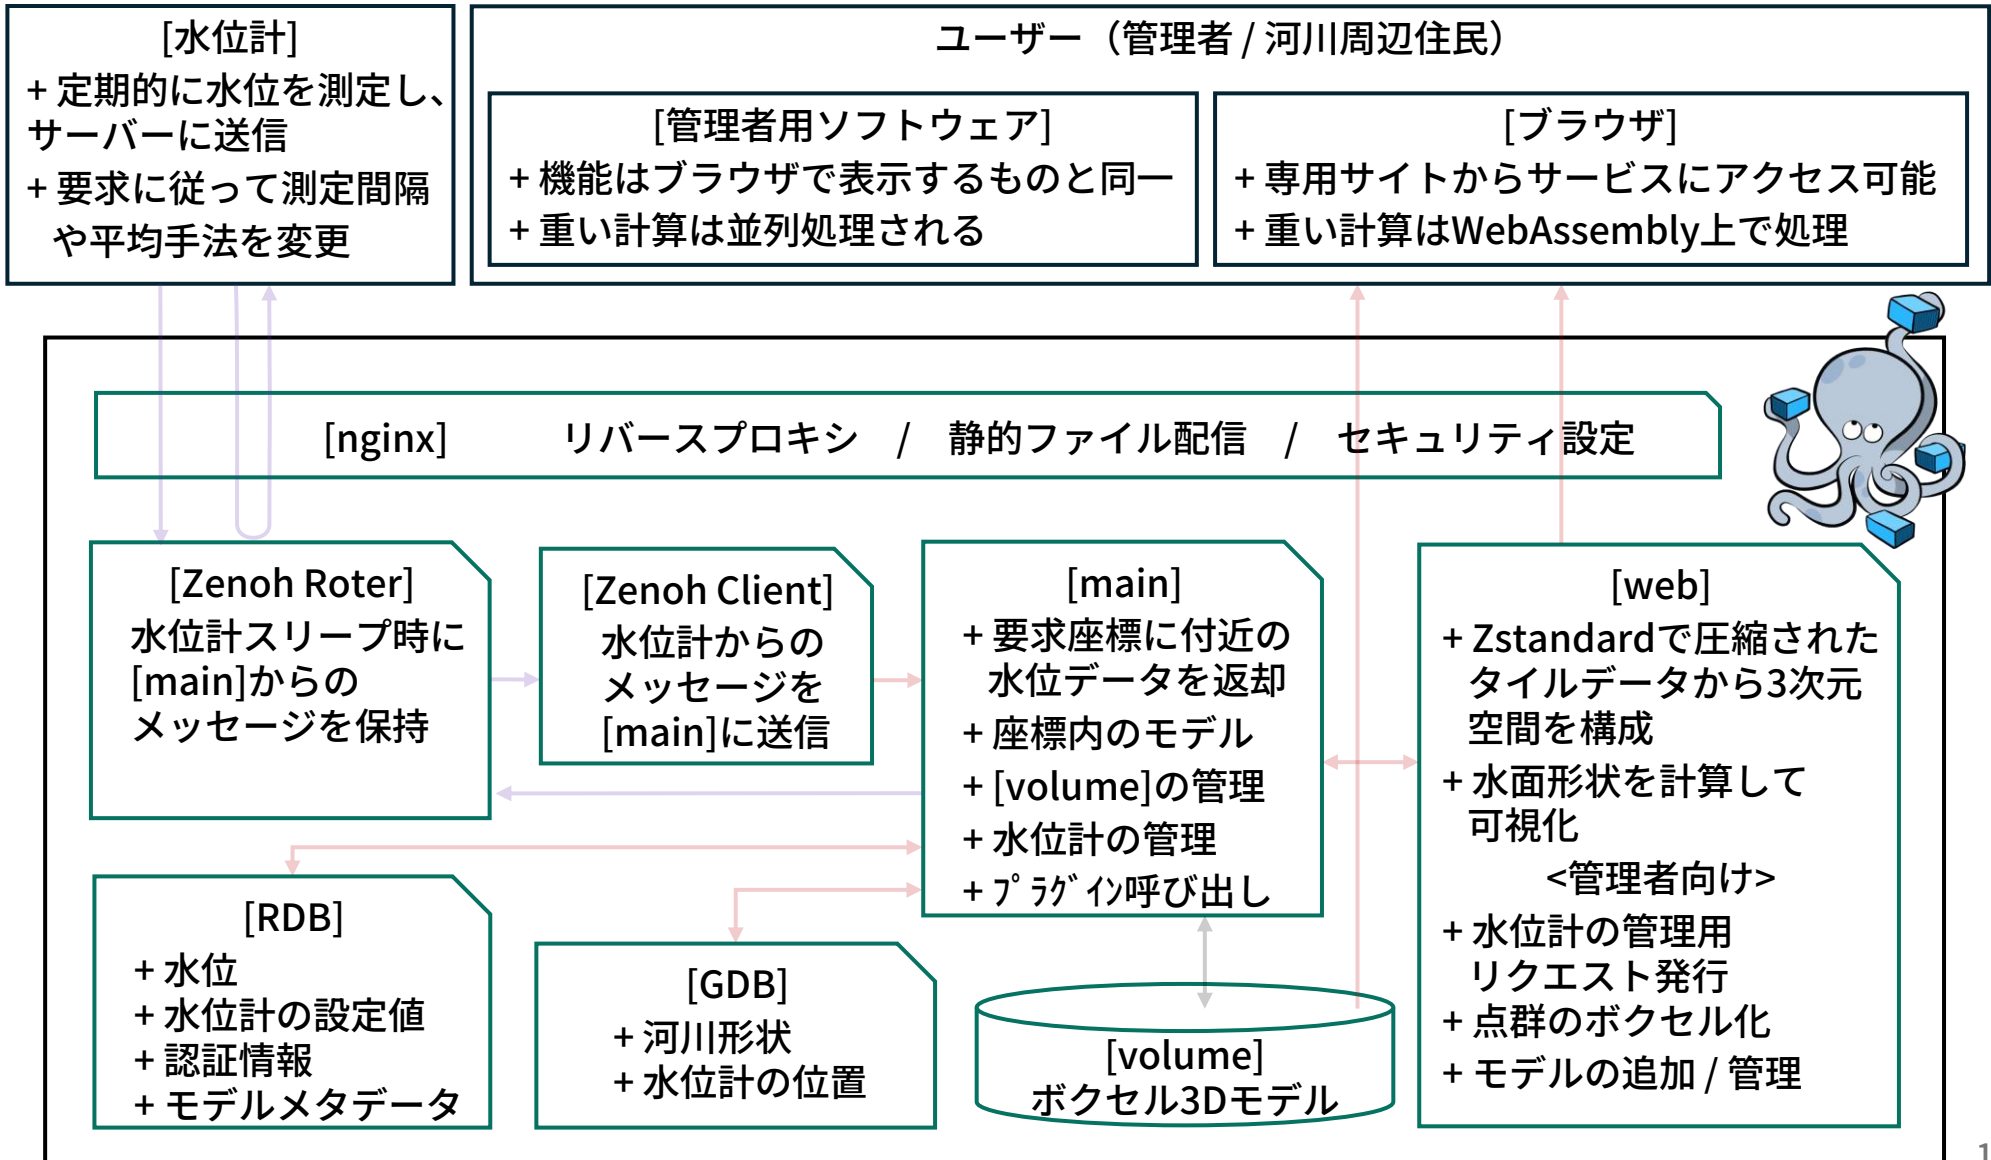 [水位計]
+ 定期的に水位を測定し、
サーバーに送信
+ 要求に従って測定間隔
や平均手法を変更
ユーザー（管理者 / 河川周辺住民）
[管理者用ソフトウェア]
+ 機能はブラウザで表示するものと同一
+ 重い計算は並列処理される
[ブラウザ]
+ 専用サイトからサービスにアクセス可能
+ 重い計算はWebAssembly上で処理
[nginx] リバースプロキシ / 静的ファイル配信 / セキュリティ設定
[Zenoh Roter]
水位計スリープ時に
[main]からの
メッセージを保持
[Zenoh Client]
水位計からの
メッセージを
[main]に送信
[main]
+ 要求座標に付近の
水位データを返却
+ 座標内のモデル
+ [volume]の管理
+ 水位計の管理
+ ﾌﾟﾗｸﾞｲﾝ呼び出し
[web]
+ Zstandardで圧縮された
タイルデータから3次元
空間を構成
+ 水面形状を計算して
可視化
<管理者向け>
+ 水位計の管理用
リクエスト発行
+ 点群のボクセル化
+ モデルの追加 / 管理
[RDB]
+ 水位
+ 水位計の設定値
+ 認証情報
+ モデルメタデータ
[GDB]
+ 河川形状
+ 水位計の位置
[volume]
ボクセル3Dモデル
1